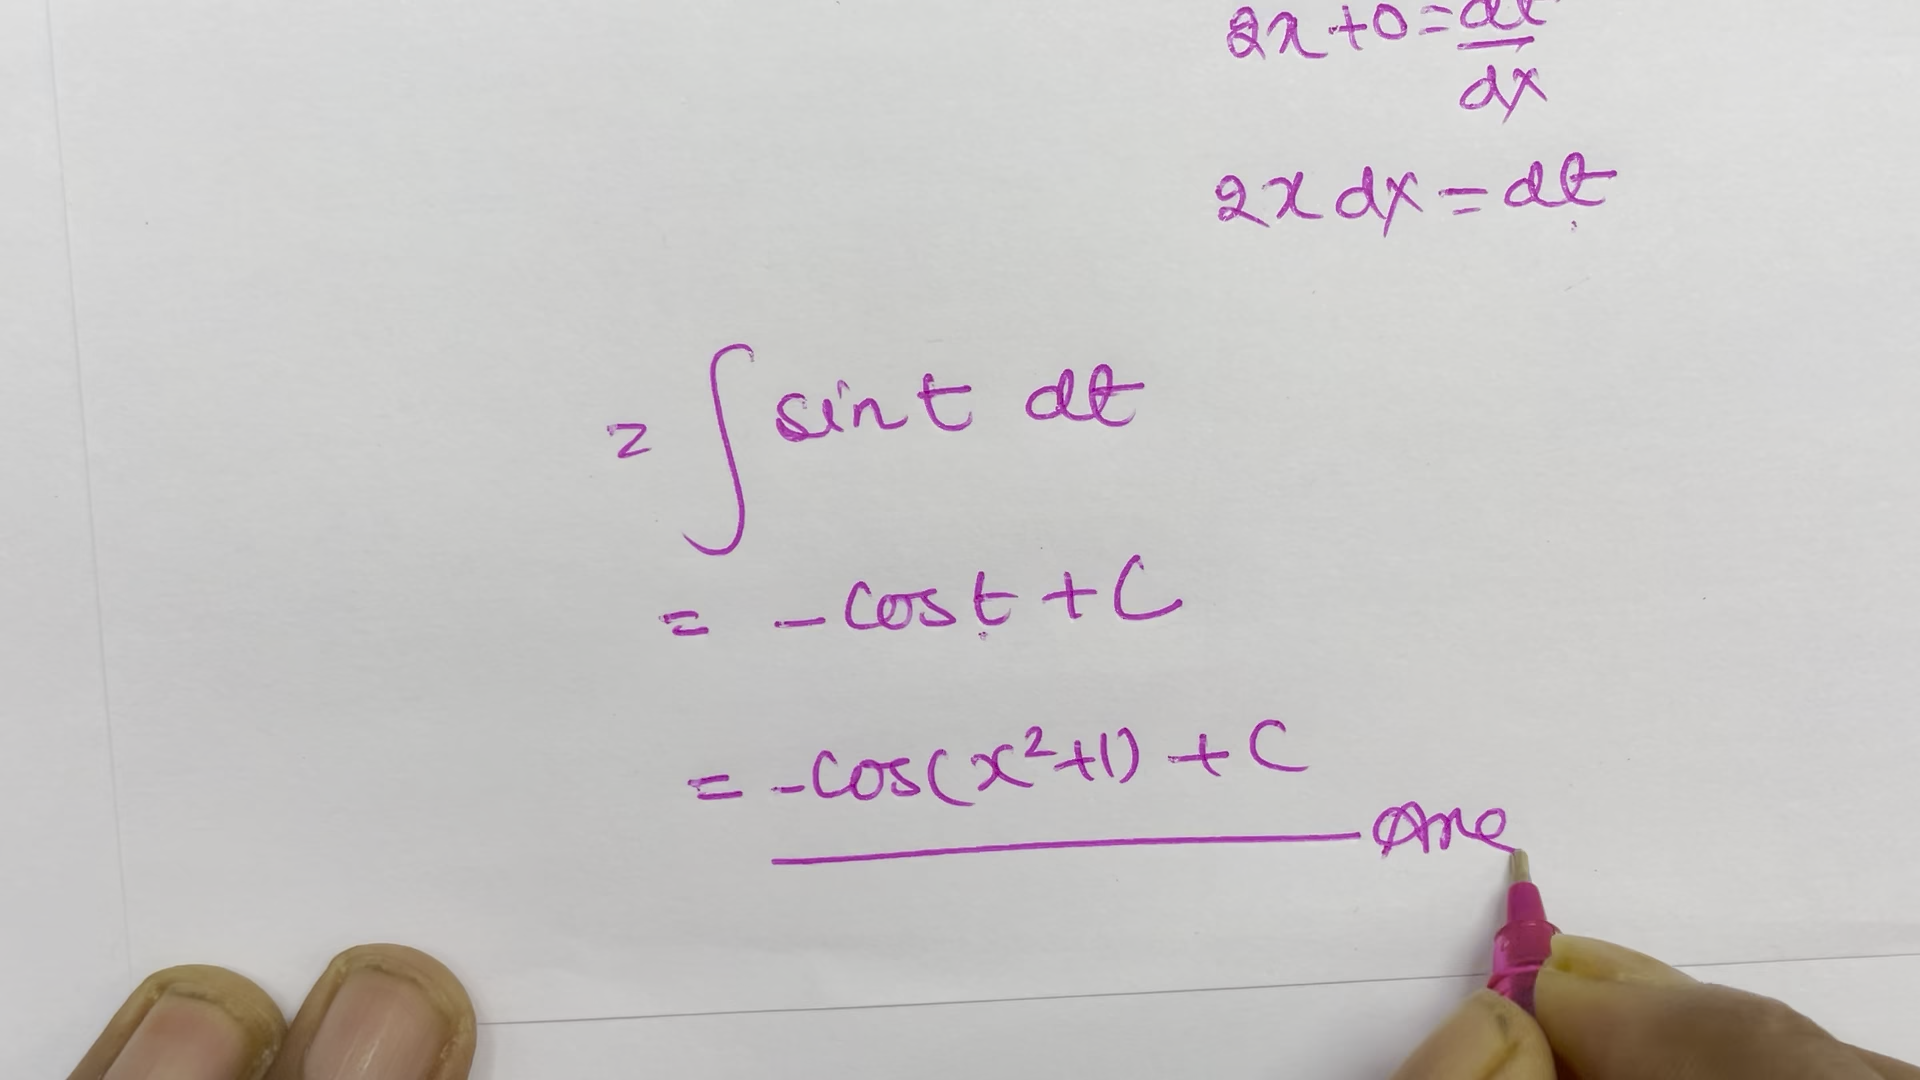 2x+0=dt/dx
2x dx = dt
= ∫ sin t dt
= -cos t + C
= -cos(x²+1) + C
Ans